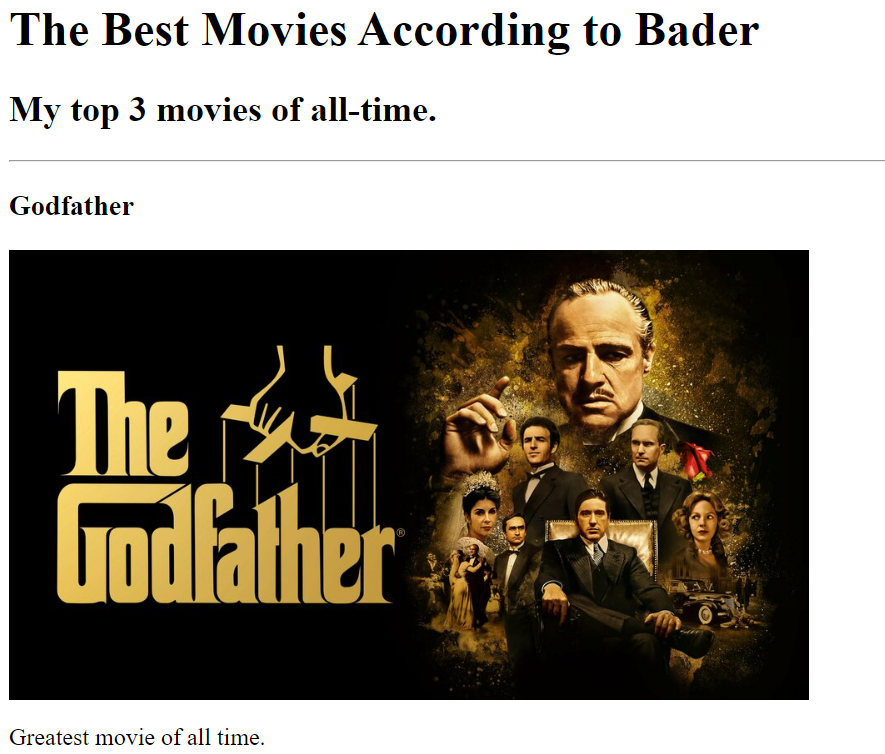 The Best Movies According to Bader
My top 3 movies of all-time.
Godfather
The
Godfather®
Greatest movie of all time.